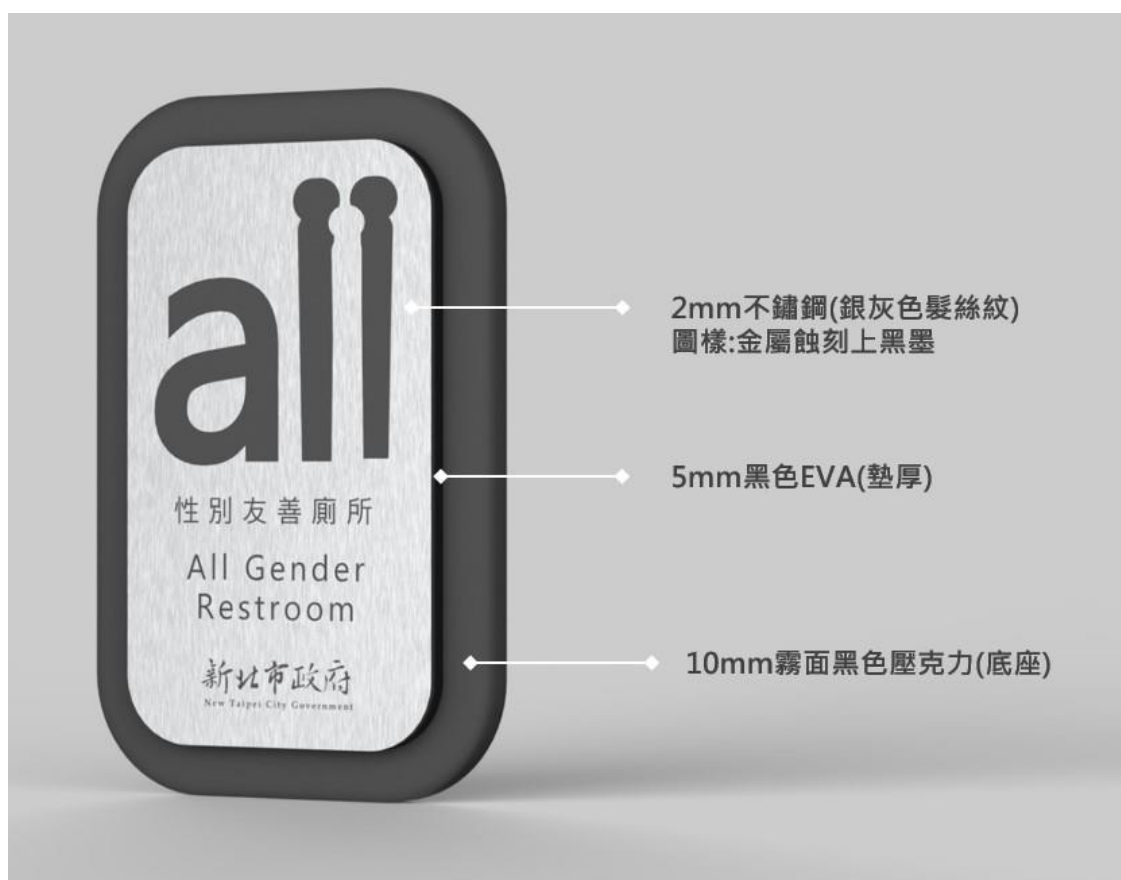 all
性別友善廁所
All Gender
Restroom
新北市政府
New Taipei City Government
2mm不鏽鋼(銀灰色髮絲紋)
圖樣:金屬蝕刻上黑墨
5mm黑色EVA(墊厚)
10mm霧面黑色壓克力(底座)